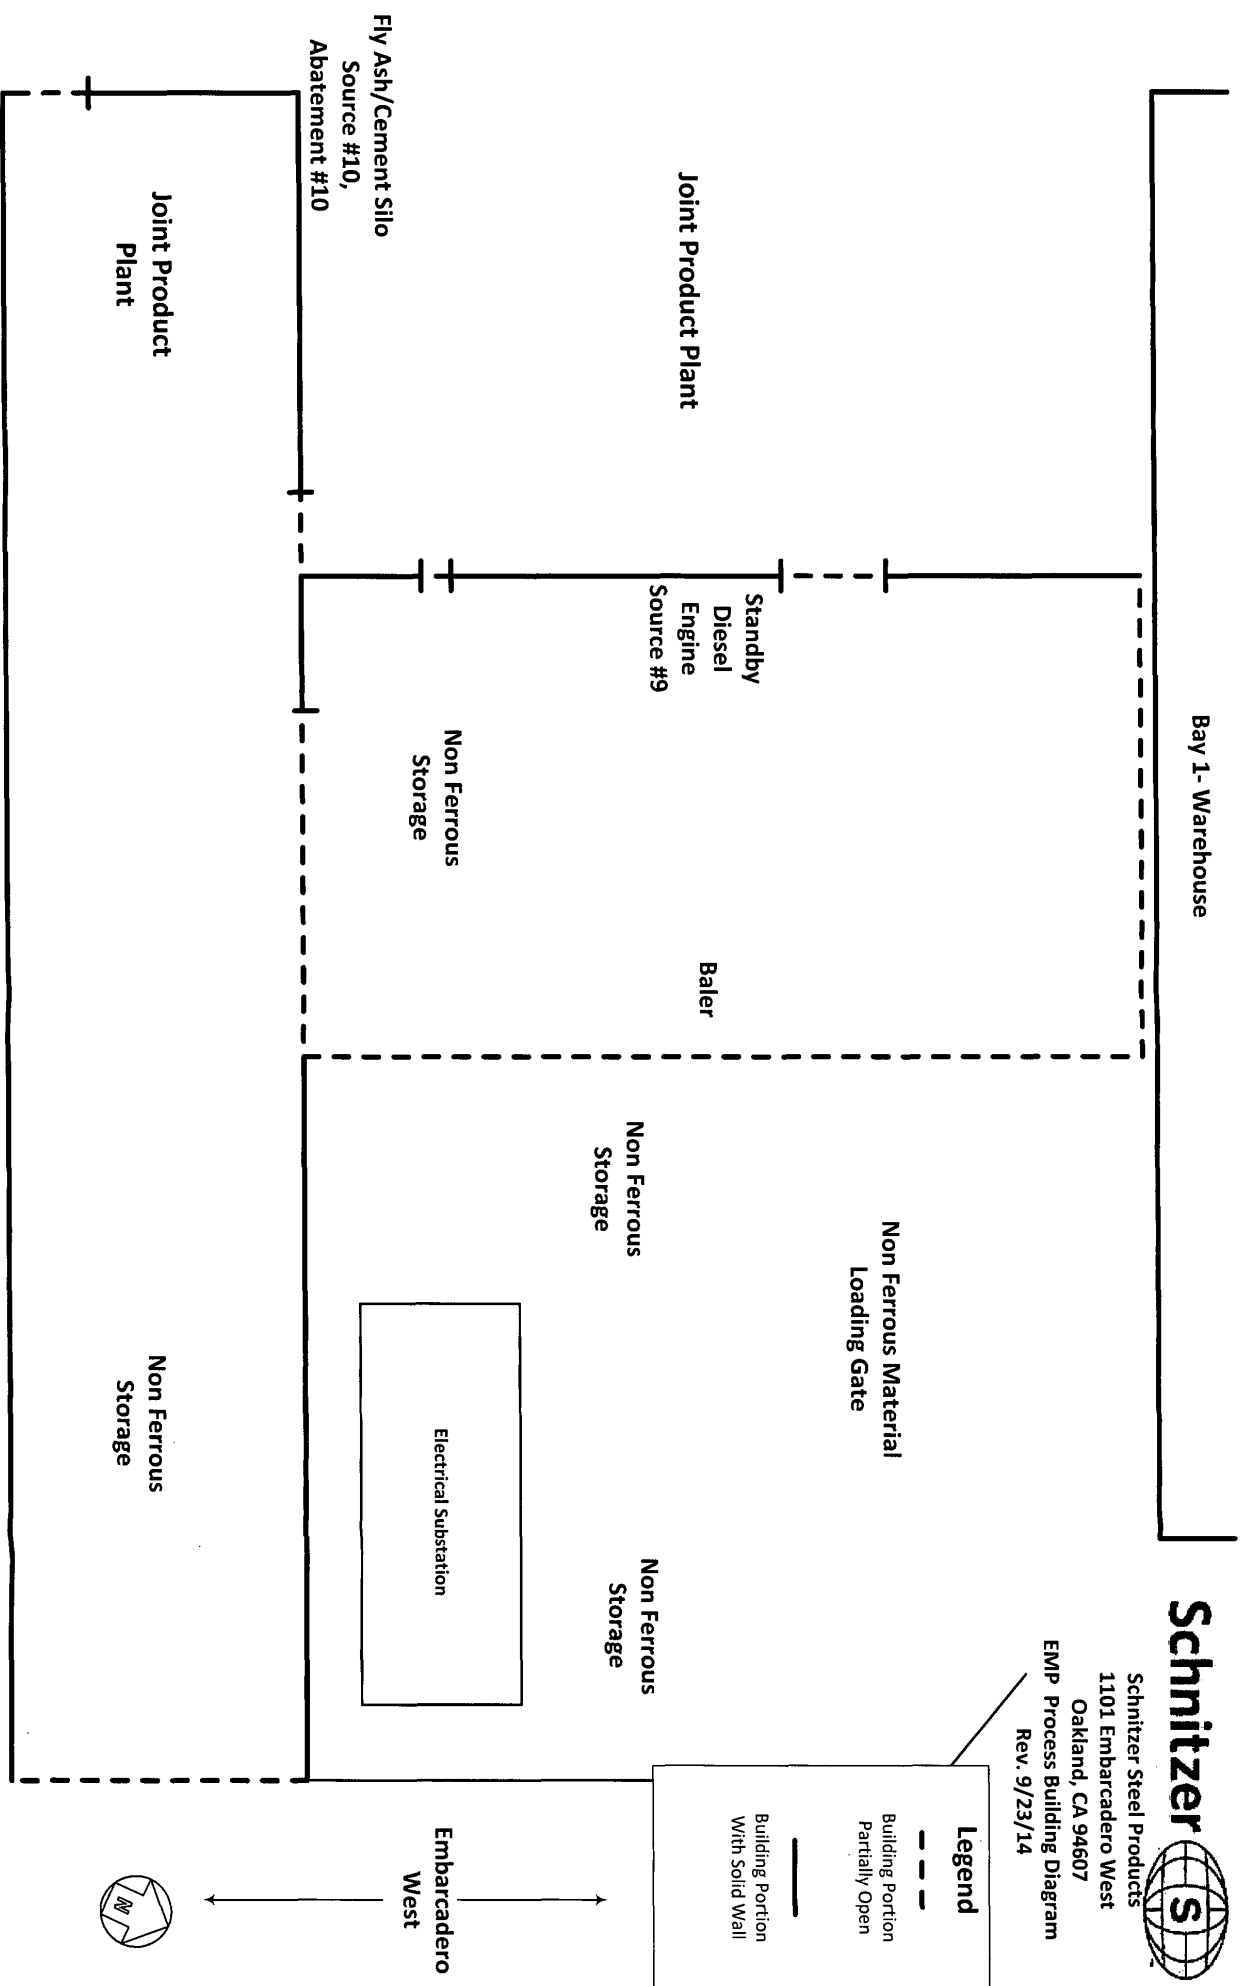 Bay 1- Warehouse
Schnitzer
S
Schnitzer Steel Products
1101 Embarcadero West
Oakland, CA 94607
EMP Process Building Diagram
Rev. 9/23/14
Joint Product Plant
Standby
Diesel
Engine
Source #9
Baler
Non Ferrous Material
Loading Gate
Non Ferrous
Storage
Non Ferrous
Storage
Legend
Building Portion
Partially Open
Building Portion
With Solid Wall
Non Ferrous
Storage
Electrical Substation
Embarcadero
West
Fly Ash/Cement Silo
Source #10,
Abatement #10
Joint Product
Plant
Non Ferrous
Storage
N